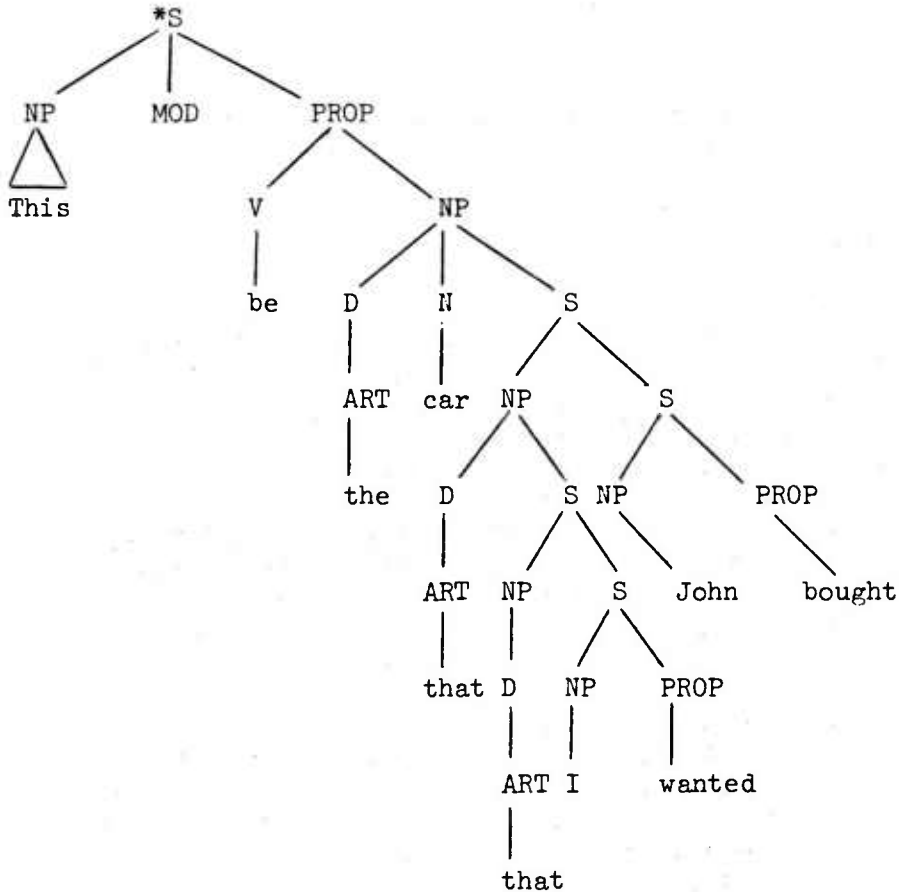 *S
NP MOD PROP
This V NP
be D N S
ART car NP S
the D S NP PROP
ART NP S John bought
that D NP PROP
ART I wanted
that